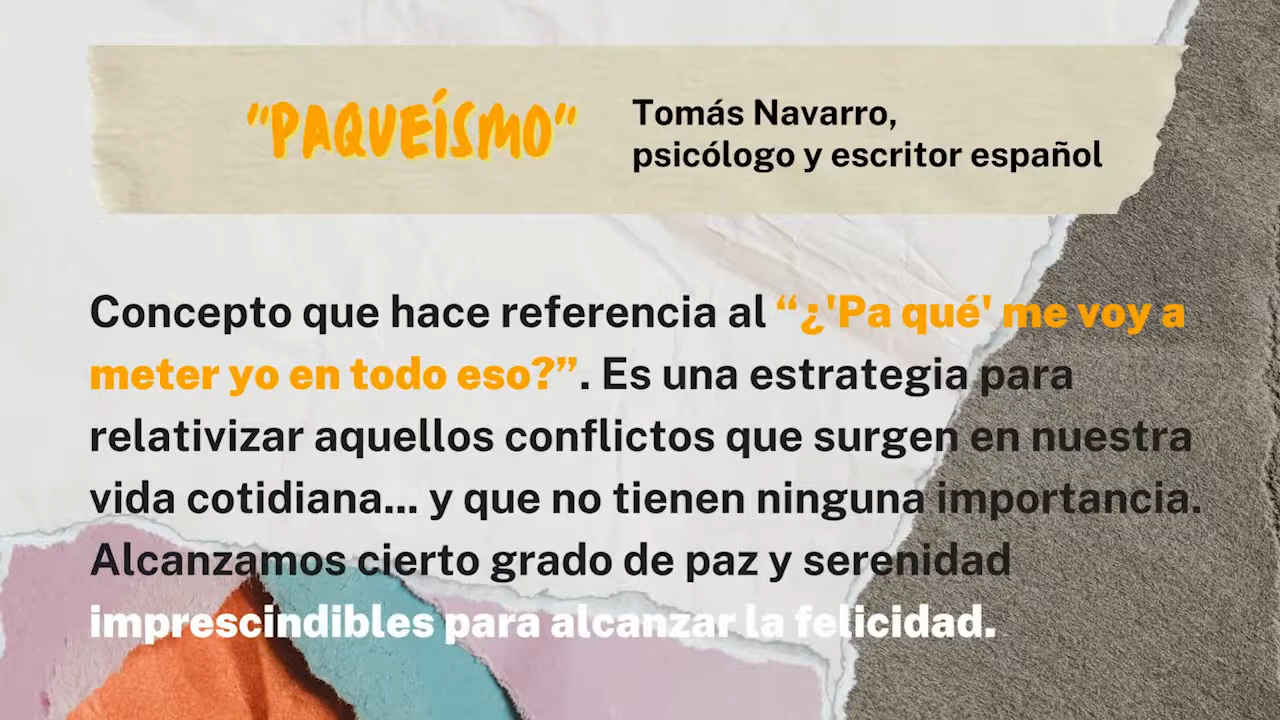 "PAQUEÍSMO"
Tomás Navarro,
psicólogo y escritor español
Concepto que hace referencia al “¿'Pa qué' me voy a
meter yo en todo eso?”. Es una estrategia para
relativizar aquellos conflictos que surgen en nuestra
vida cotidiana... y que no tienen ninguna importancia.
Alcanzamos cierto grado de paz y serenidad
imprescindibles para alcanzar la felicidad.